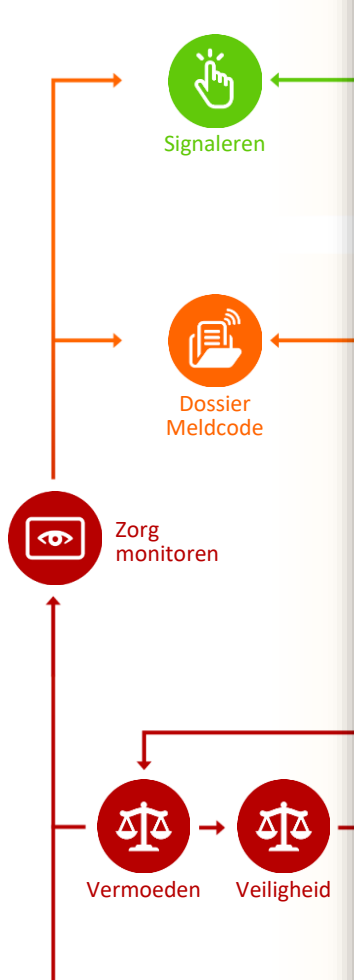 Signaleren
Dossier
Meldcode
Zorg
monitoren
Vermoeden
Veiligheid